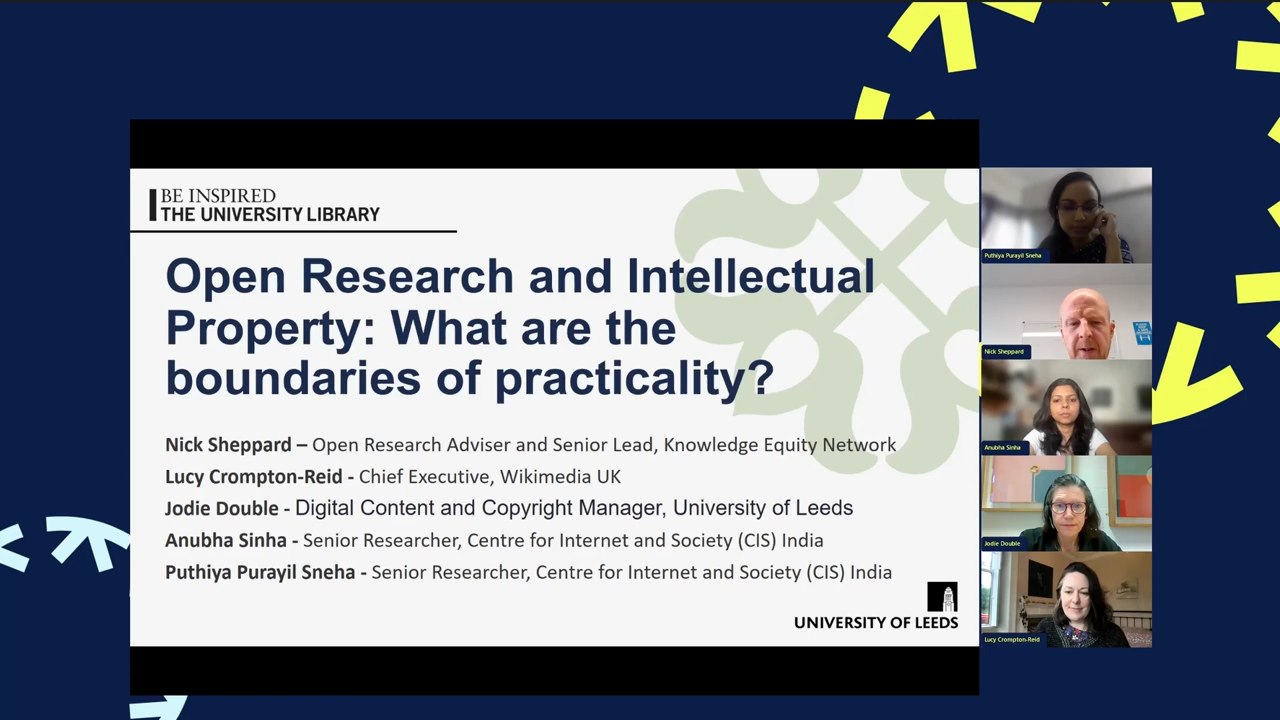 BE INSPIRED
THE UNIVERSITY LIBRARY
Open Research and Intellectual
Property: What are the
boundaries of practicality?
Nick Sheppard – Open Research Adviser and Senior Lead, Knowledge Equity Network
Lucy Crompton-Reid - Chief Executive, Wikimedia UK
Jodie Double - Digital Content and Copyright Manager, University of Leeds
Anubha Sinha - Senior Researcher, Centre for Internet and Society (CIS) India
Puthiya Purayil Sneha - Senior Researcher, Centre for Internet and Society (CIS) India
UNIVERSITY OF LEEDS
Puthiya Purayil Sneha
Nick Sheppard
Anubha Sinha
Jodie Double
Lucy Crompton-Reid